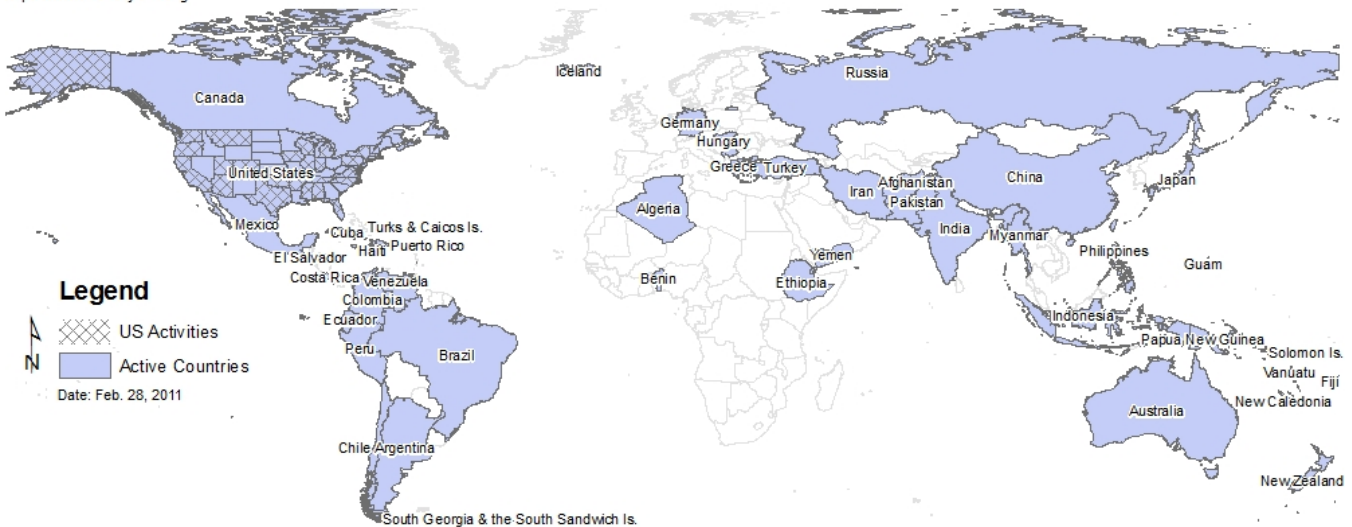 Iceland
Russia
Canada
Germany
Hungary
United States
Greece
Turkey
Japan
China
Afghanistan
Iran
Pakistan
Algeria
Mexico
Cuba
Turks & Caicos Is.
India
Myanmar
Haiti
Puerto Rico
El Salvador
Yemen
Philippines
Guam
Costa Rica
Venezuela
Benin
Ethiopia
Legend
Colombia
US Activities
Ecuador
Indonesia
Peru
Brazil
Papua New Guinea
Solomon Is.
Active Countries
Vanuatu
Fiji
Date: Feb. 28, 2011
New Caledonia
Australia
Chile
Argentina
New Zealand
South Georgia & the South Sandwich Is.
N